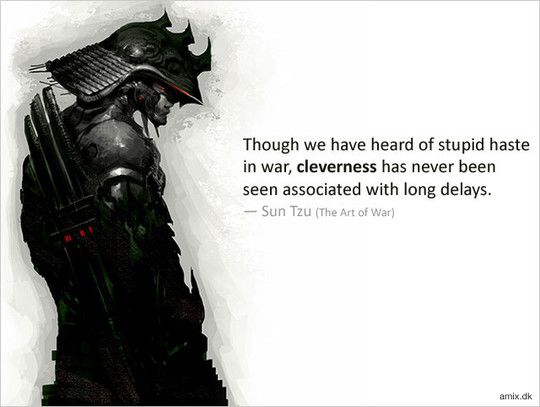 Though we have heard of stupid haste
in war, cleverness has never been
seen associated with long delays.
— Sun Tzu (The Art of War)
amix.dk